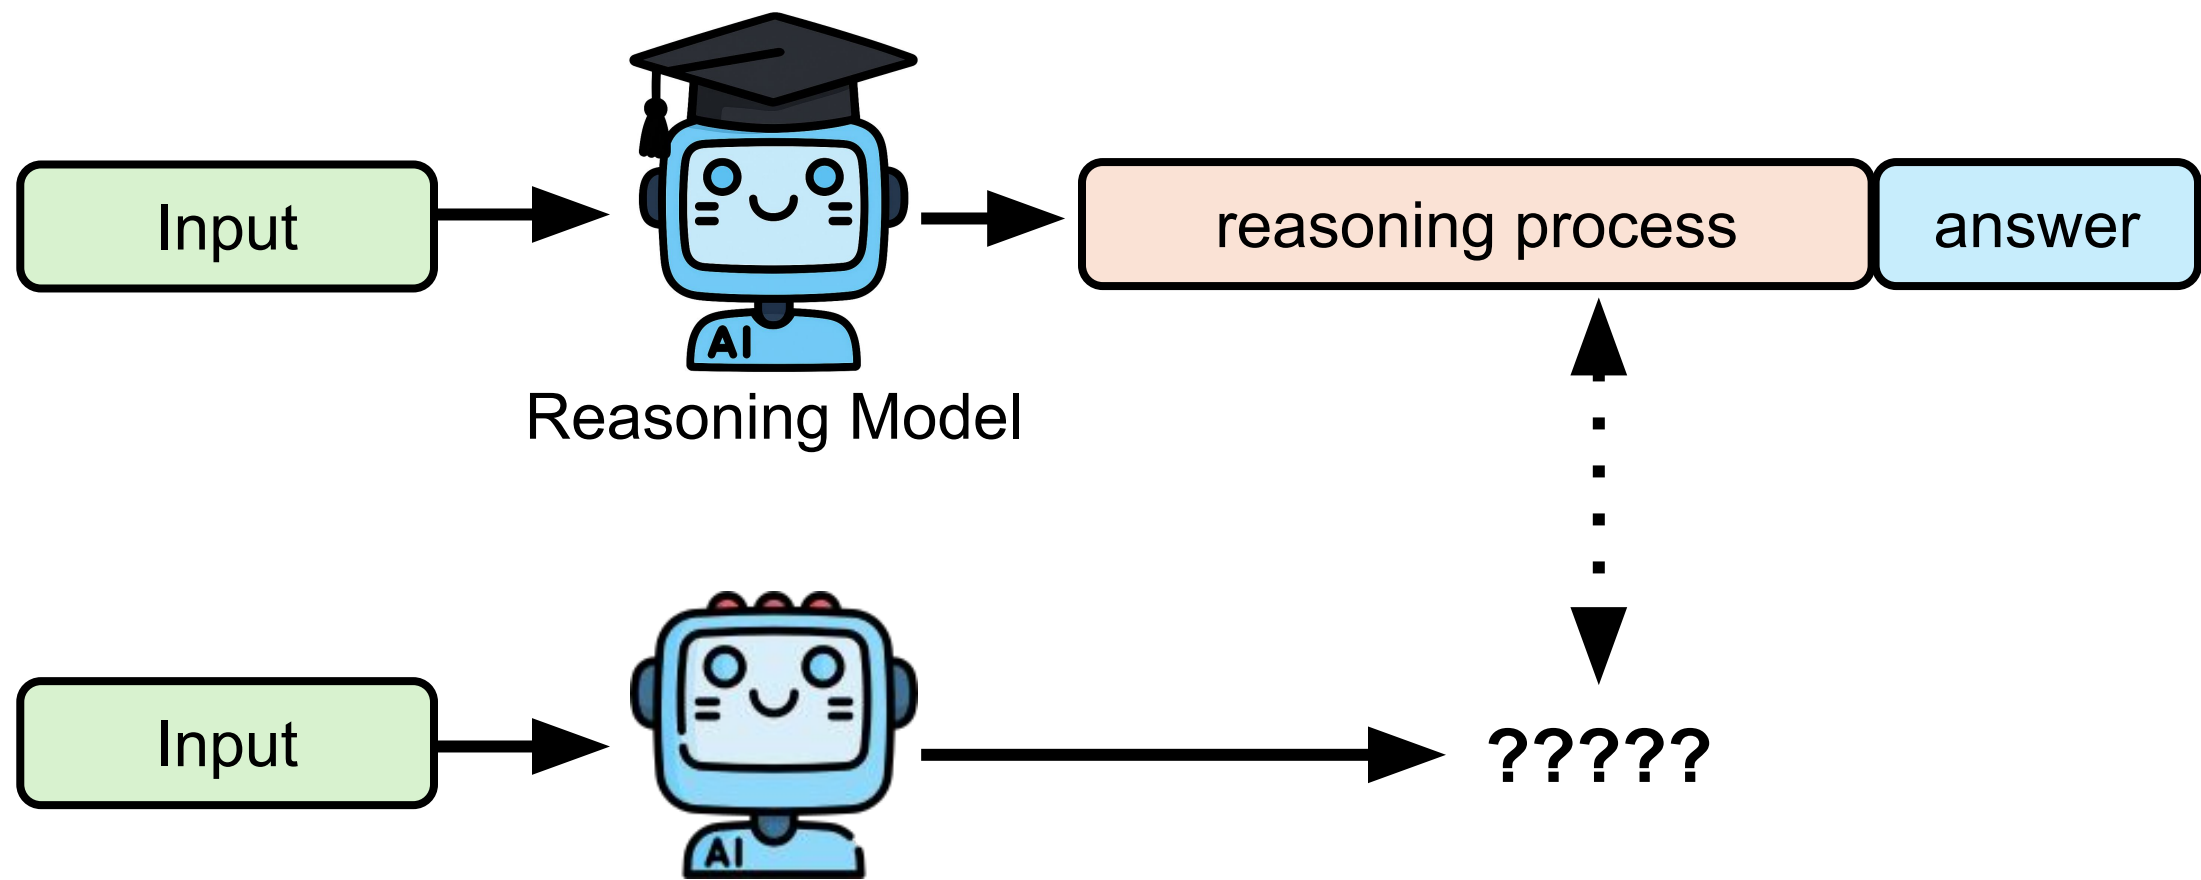 Input
AI
reasoning process
answer
Reasoning Model
Input
AI
?????